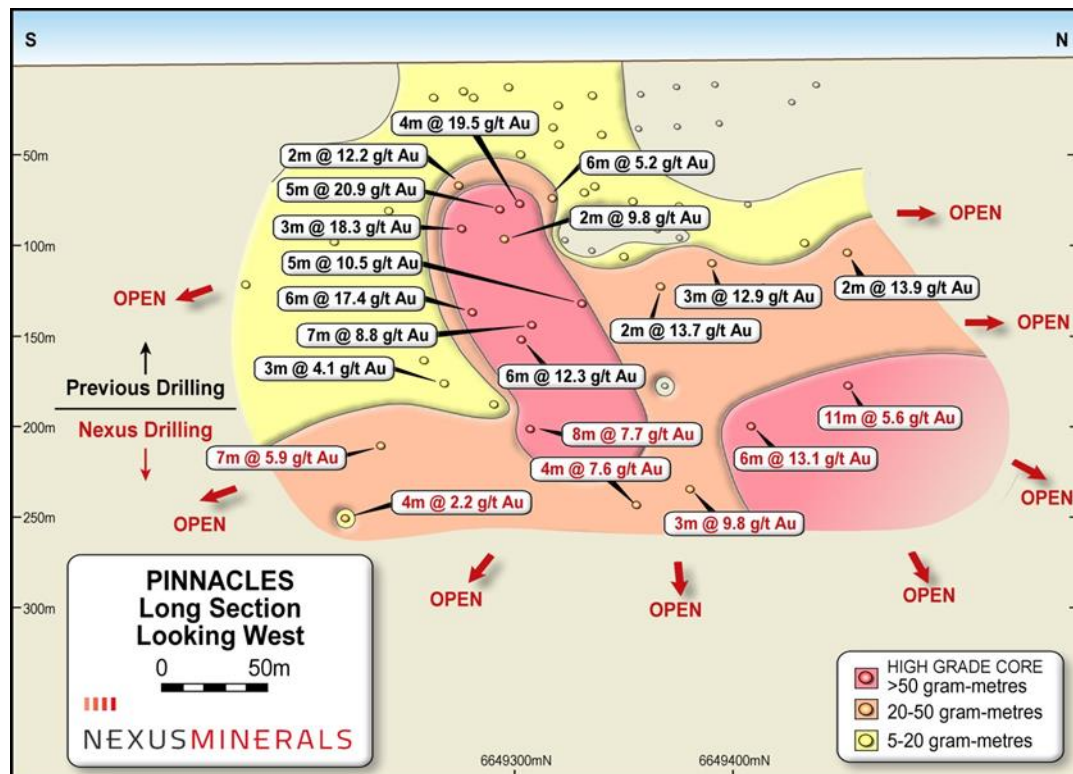 S
N
4m @ 19.5 g/t Au
2m @ 12.2 g/t Au
6m @ 5.2 g/t Au
50m
5m @ 20.9 g/t Au
2m @ 9.8 g/t Au
3m @ 18.3 g/t Au
OPEN
100m
5m @ 10.5 g/t Au
3m @ 12.9 g/t Au
2m @ 13.9 g/t Au
OPEN
6m @ 17.4 g/t Au
2m @ 13.7 g/t Au
OPEN
7m @ 8.8 g/t Au
150m
3m @ 4.1 g/t Au
6m @ 12.3 g/t Au
Previous Drilling
Nexus Drilling
200m
11m @ 5.6 g/t Au
8m @ 7.7 g/t Au
7m @ 5.9 g/t Au
6m @ 13.1 g/t Au
4m @ 7.6 g/t Au
4m @ 2.2 g/t Au
OPEN
OPEN
250m
3m @ 9.8 g/t Au
OPEN
OPEN
OPEN
300m
PINNACLES
Long Section
Looking West
0 50m
NEXUSMINERALS
HIGH GRADE CORE
>50 gram-metres
20-50 gram-metres
5-20 gram-metres
6649300mN
6649400mN